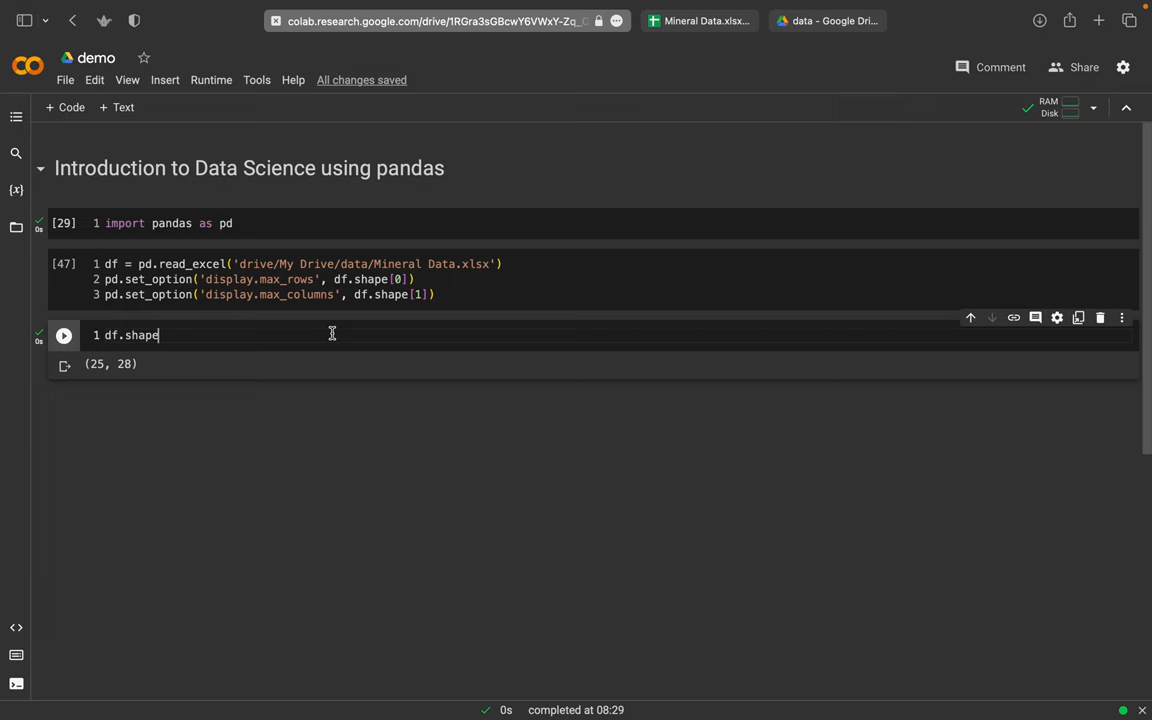 colab.research.google.com/drive/1RGra3sGBcwY6VWxY-Zq_
Mineral Data.xlsx...
data - Google Dri...
demo
File Edit View Insert Runtime Tools Help All changes saved
Comment
Share
+ Code + Text
RAM
Disk
Introduction to Data Science using pandas
[29] 1 import pandas as pd
0s
[47] 1 df = pd.read_excel('drive/My Drive/data/Mineral Data.xlsx')
2 pd.set_option('display.max_rows', df.shape[0])
3 pd.set_option('display.max_columns', df.shape[1])
1 df.shape
0s
(25, 28)
{x}
0s completed at 08:29